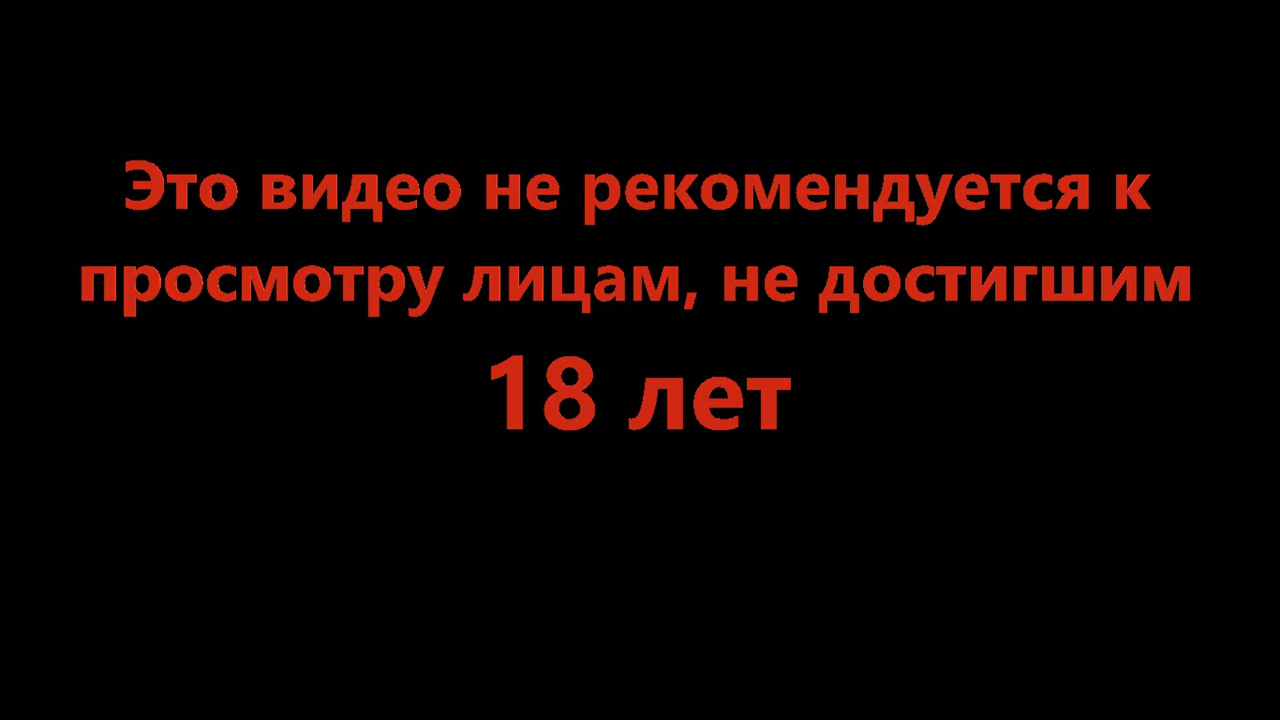 Это видео не рекомендуется к
просмотру лицам, не достигшим
18 лет